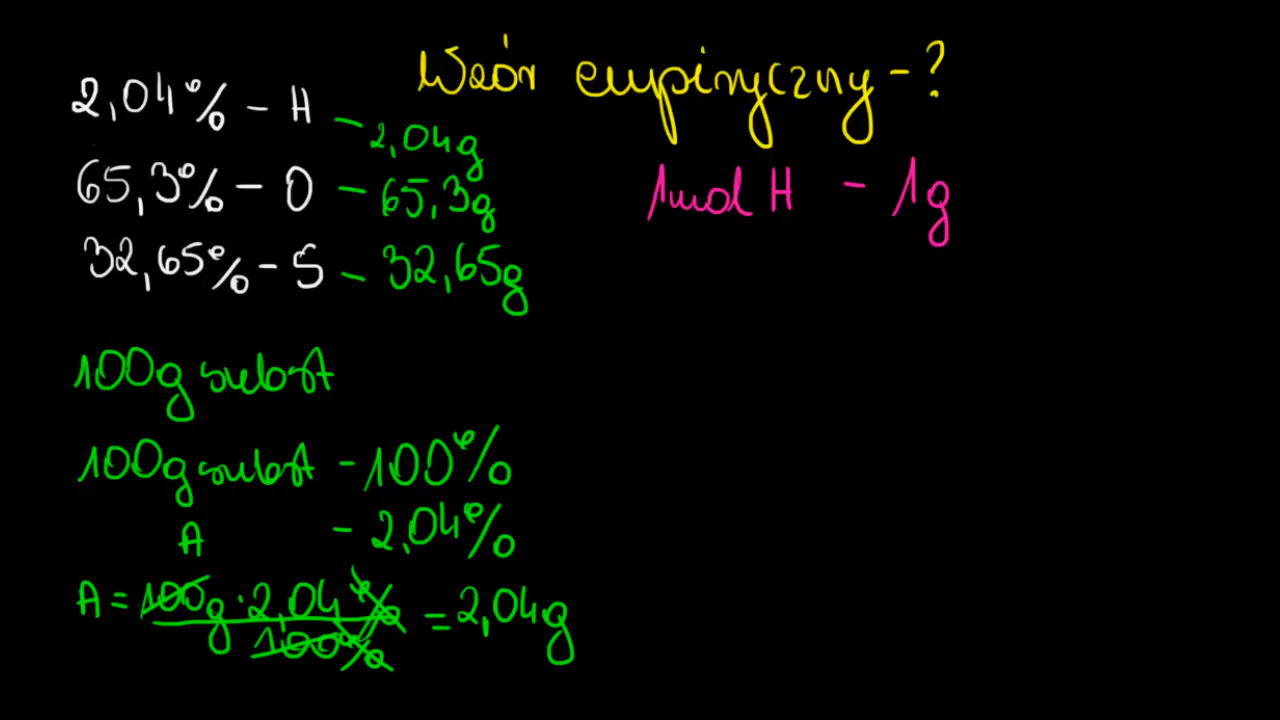 Wzór empiryczny - ?
2,04% - H - 2,04g
65,3% - O - 65,3g
32,65% - S - 32,65g
1mol H - 1g
100g subst
100g subst - 100%
A - 2,04%
A = 100g · 2,04% / 100% = 2,04g